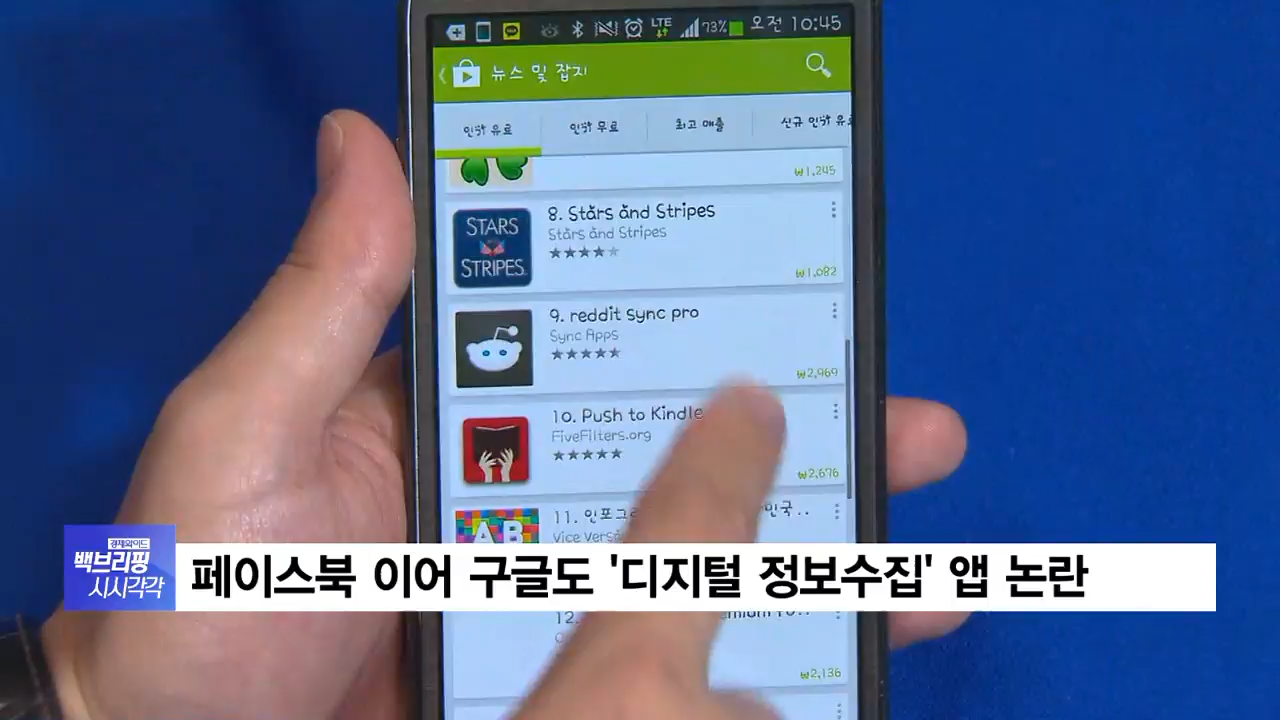 LTE
73% 오전 10:45
뉴스 및 잡지
인기 유료 인기 무료 최고 매출 신규 인기 유료
₩1,245
STARS
STRIPES
8. Stars and Stripes
Stars and Stripes
₩1,082
9. reddit sync pro
Sync Apps
₩2,969
10. Push to Kindle
FiveFilters.org
₩2,676
AB
11. 인포그
Vice Vers
12.
₩2,136
경제와이드
백브리핑
시시각각
페이스북 이어 구글도 '디지털 정보수집' 앱 논란